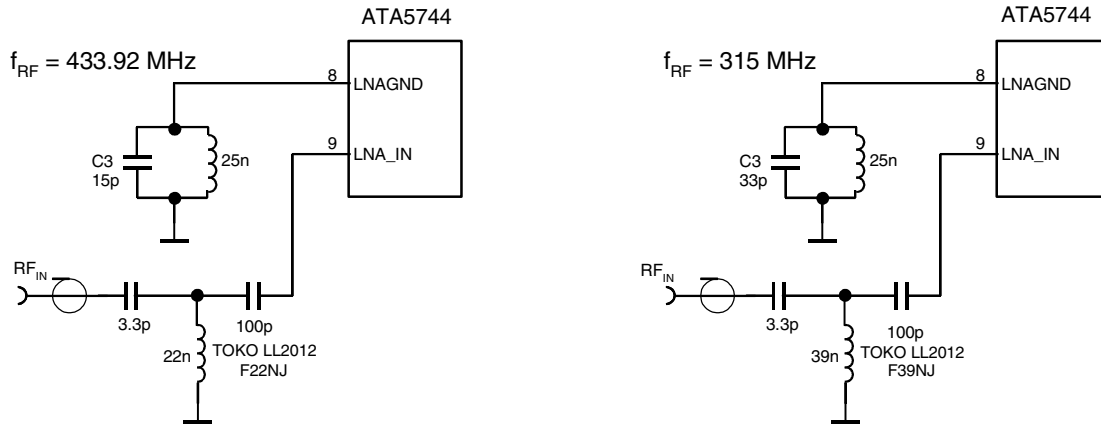 ATA5744
f_RF = 433.92 MHz
8
LNAGND
C3
15p
25n
9
LNA_IN
RF_IN
3.3p
100p
22n
TOKO LL2012
F22NJ
ATA5744
f_RF = 315 MHz
8
LNAGND
C3
33p
25n
9
LNA_IN
RF_IN
3.3p
100p
39n
TOKO LL2012
F39NJ